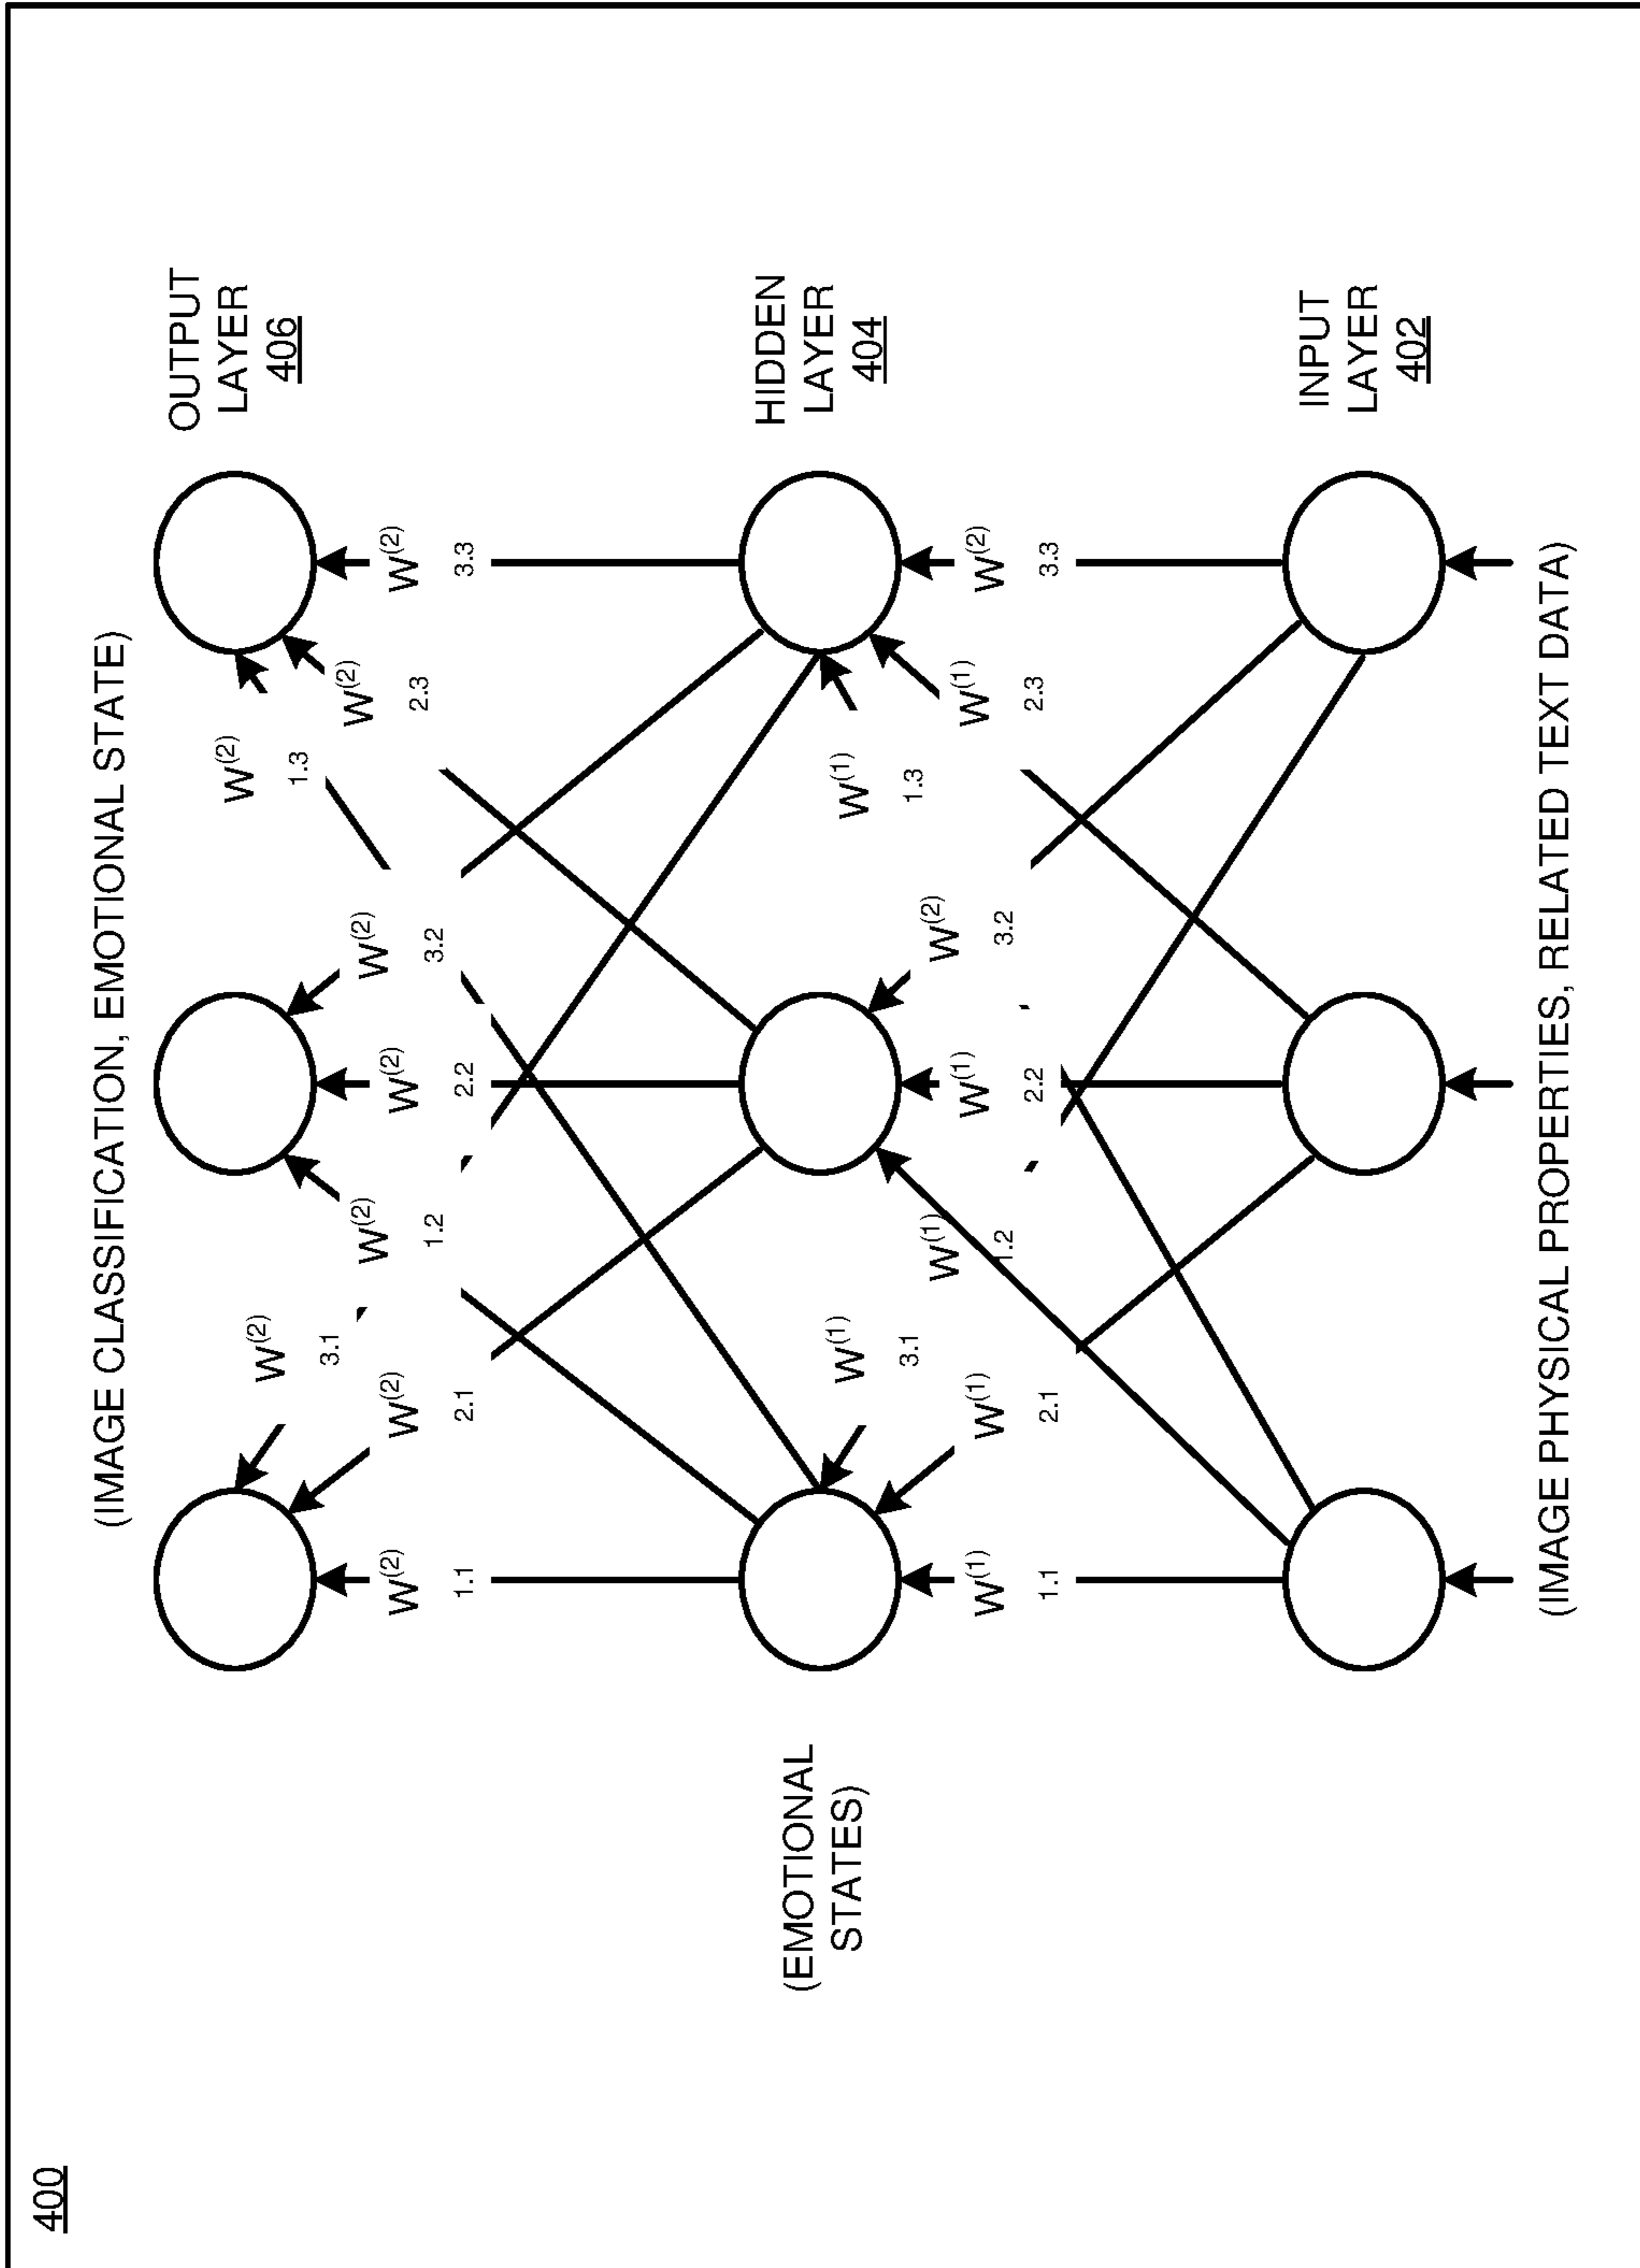 400
(IMAGE CLASSIFICATION, EMOTIONAL STATE)
OUTPUT
LAYER
406
W(2)
3.1
W(2)
1.3
W(2)
1.2
W(2)
3.2
W(2)
2.3
W(2)
1.1
W(2)
2.1
W(2)
2.2
W(2)
3.3
(EMOTIONAL
STATES)
HIDDEN
LAYER
404
W(1)
3.1
W(1)
1.3
W(1)
1.2
W(2)
3.2
W(1)
1.1
W(1)
2.1
W(1)
2.2
W(1)
2.3
W(2)
3.3
INPUT
LAYER
402
(IMAGE PHYSICAL PROPERTIES, RELATED TEXT DATA)